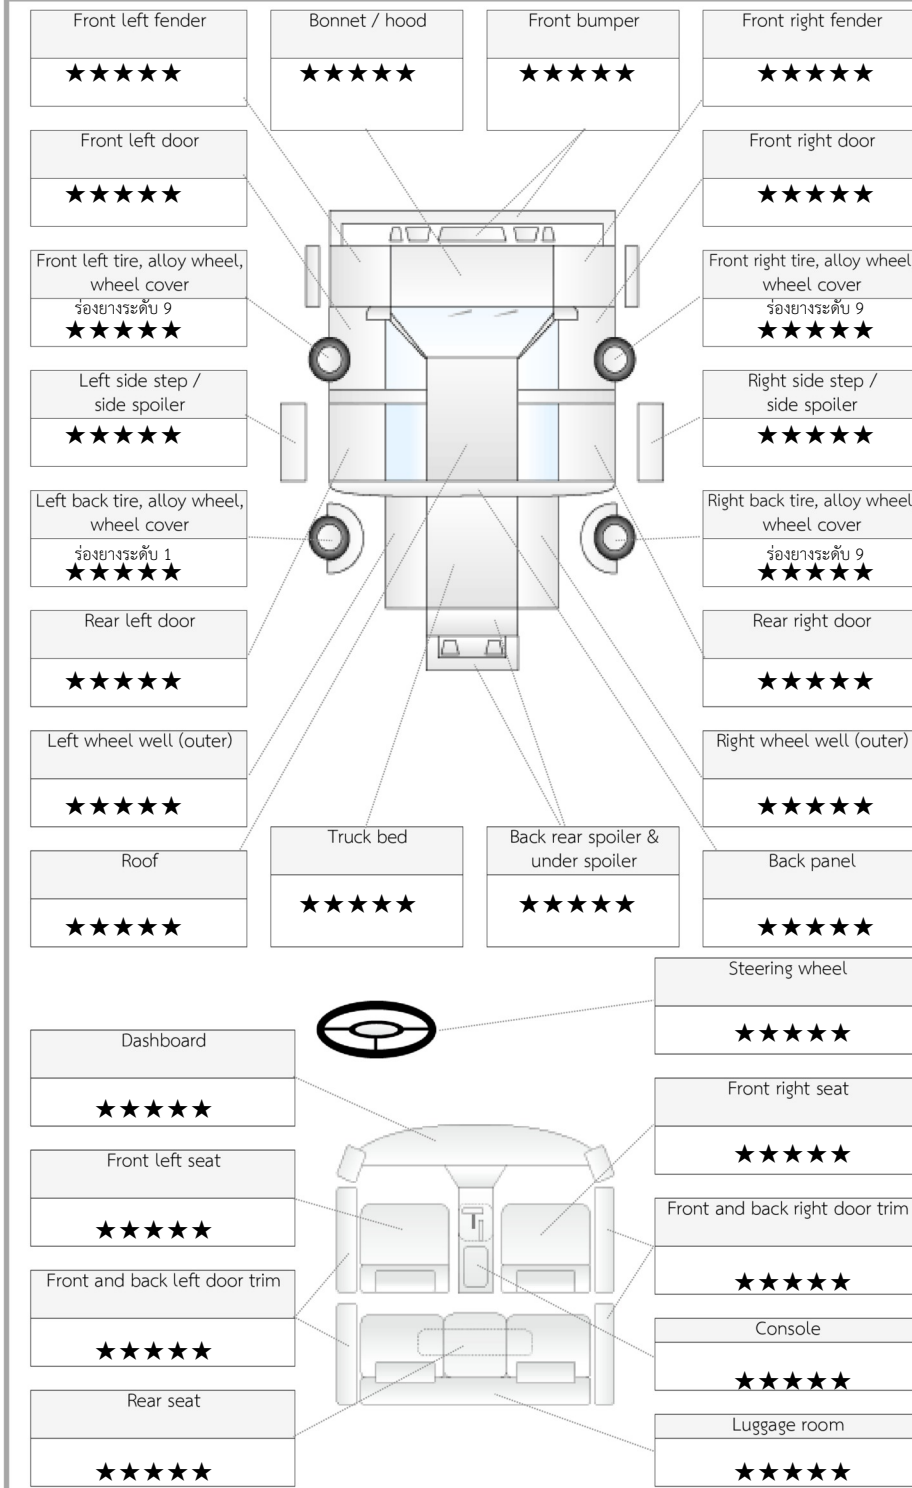 Front left fender
★★★★★
Bonnet / hood
★★★★★
Front bumper
★★★★★
Front right fender
★★★★★
Front left door
★★★★★
Front right door
★★★★★
Front left tire, alloy wheel,
wheel cover
ร่องยางระดับ 9
★★★★★
Front right tire, alloy wheel
wheel cover
ร่องยางระดับ 9
★★★★★
Left side step /
side spoiler
★★★★★
Right side step /
side spoiler
★★★★★
Left back tire, alloy wheel,
wheel cover
ร่องยางระดับ 1
★★★★★
Right back tire, alloy wheel
wheel cover
ร่องยางระดับ 9
★★★★★
Rear left door
★★★★★
Rear right door
★★★★★
Left wheel well (outer)
★★★★★
Right wheel well (outer)
★★★★★
Roof
★★★★★
Truck bed
★★★★★
Back rear spoiler &
under spoiler
★★★★★
Back panel
★★★★★
Steering wheel
★★★★★
Dashboard
★★★★★
Front right seat
★★★★★
Front left seat
★★★★★
Front and back right door trim
★★★★★
Front and back left door trim
★★★★★
Console
★★★★★
Rear seat
★★★★★
Luggage room
★★★★★